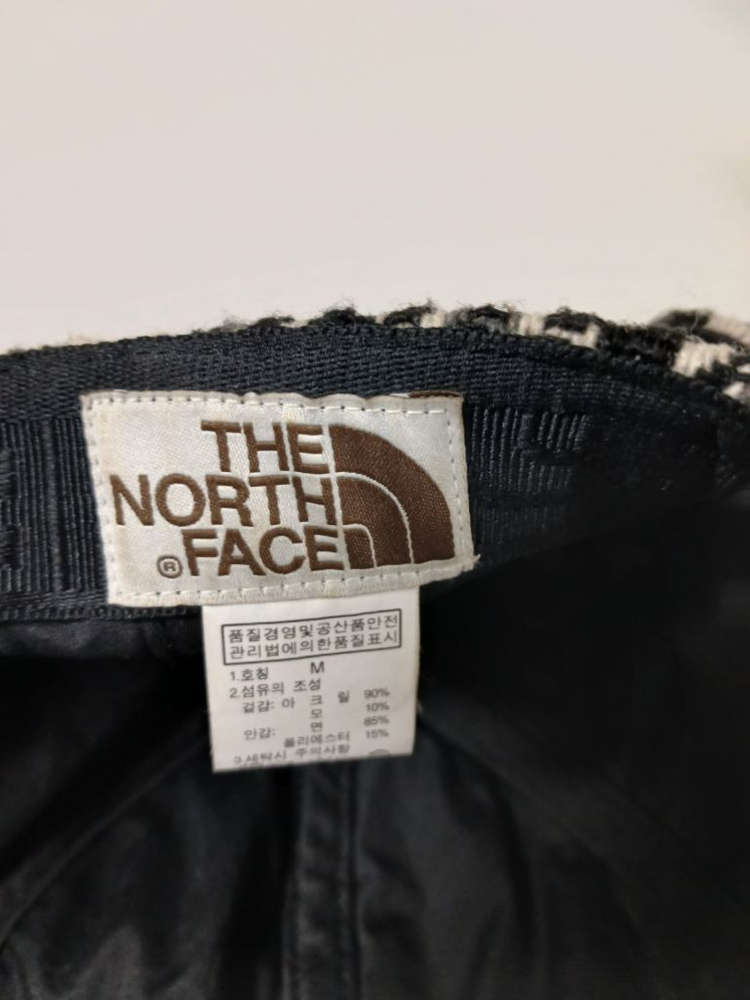 THE
NORTH
® FACE
품질경영및공산품안전
관리법에의한품질표시
1.호칭 M
2.섬유의 조성
겉감: 아 크 릴 90%
모 10%
안감: 면 85%
폴리에스터 15%
3.세탁시 주의사항